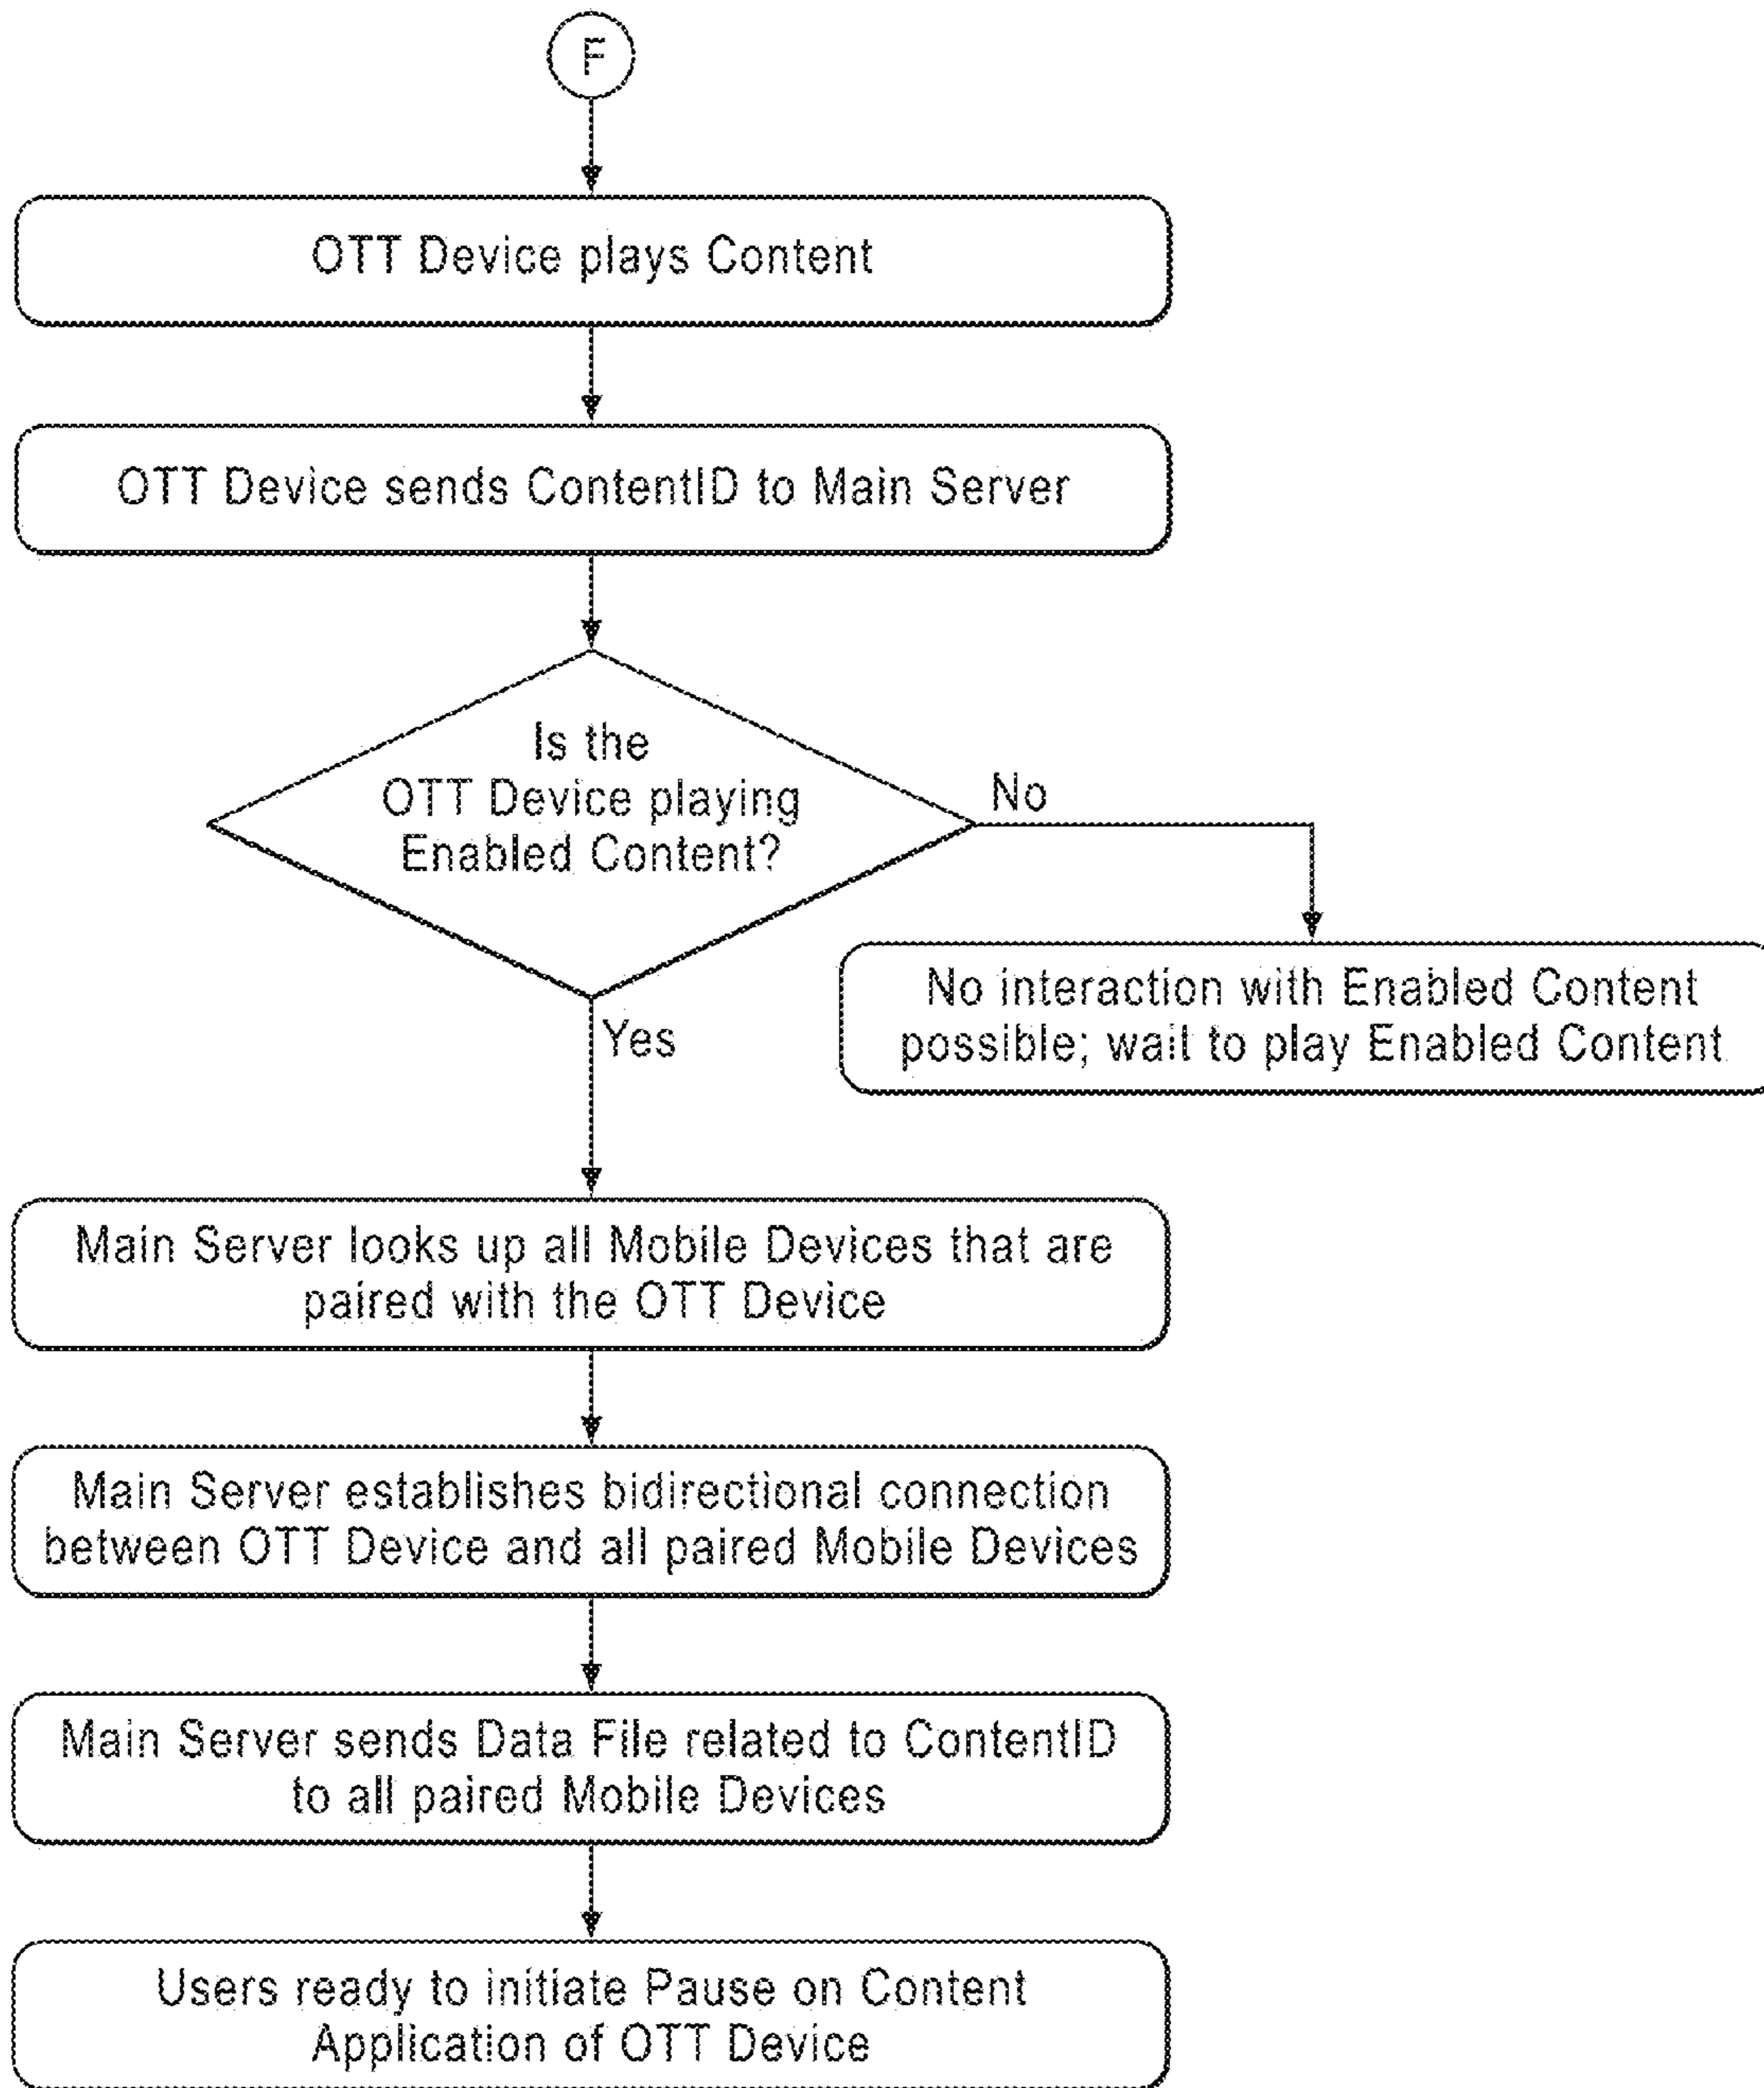 F
OTT Device plays Content
OTT Device sends ContentID to Main Server
Is the
OTT Device playing
Enabled Content?
No
No interaction with Enabled Content
possible; wait to play Enabled Content
Yes
Main Server looks up all Mobile Devices that are
paired with the OTT Device
Main Server establishes bidirectional connection
between OTT Device and all paired Mobile Devices
Main Server sends Data File related to ContentID
to all paired Mobile Devices
Users ready to initiate Pause on Content
Application of OTT Device